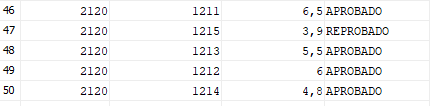 46 2120 1211 6,5 APROBADO
47 2120 1215 3,9 REPROBADO
48 2120 1213 5,5 APROBADO
49 2120 1212 6 APROBADO
50 2120 1214 4,8 APROBADO